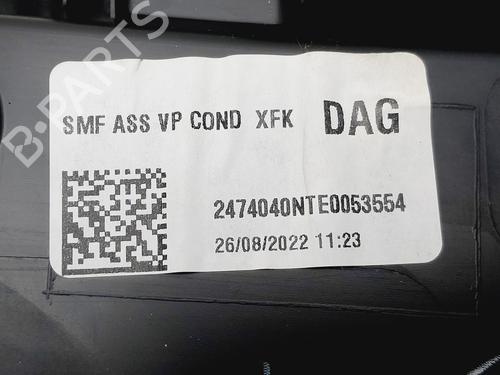 B-PARTS
SMF ASS VP COND XFK DAG
2474040NTE0053554
26/08/2022 11:23